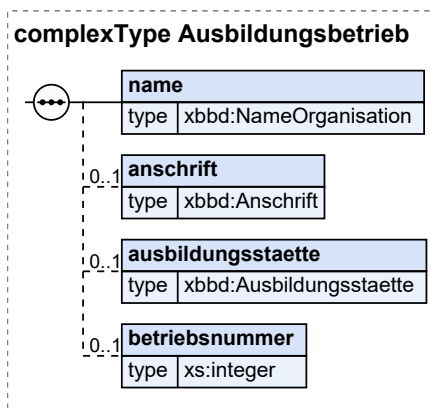 complexType Ausbildungsbetrieb
name
type xbbd:NameOrganisation
0..1 anschrift
type xbbd:Anschrift
0..1 ausbildungsstaette
type xbbd:Ausbildungsstaette
0..1 betriebsnummer
type xs:integer